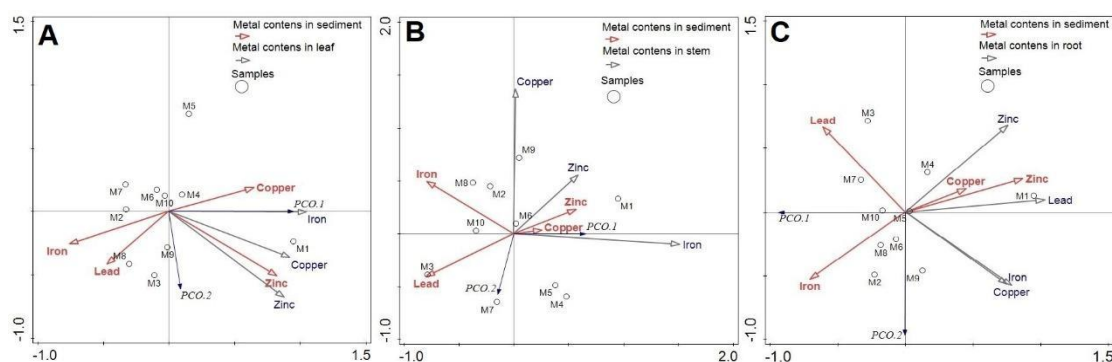 A
1.5
-1.0
-1.0
1.5
Metal contens in sediment
Metal contens in leaf
Samples
M5
M7
M6
M10
M4
M2
Copper
Iron
M1
Copper
Iron
Lead
M8
M9
M3
Zinc
Zinc
PCO.1
PCO.2
B
2.0
-1.0
-1.0
2.0
Metal contens in sediment
Metal contens in stem
Samples
Copper
M9
Zinc
Iron
M8
M2
M1
Zinc
M6
M10
Copper
PCO.1
Iron
M3
Lead
PCO.2
M7
M5
M4
C
1.5
-1.0
-1.0
1.5
Metal contens in sediment
Metal contens in root
Samples
Lead
M3
Zinc
M4
M7
Copper
Zinc
M1
Lead
M10
M5
PCO.1
M6
M8
M2
M9
Iron
Iron
Copper
PCO.2